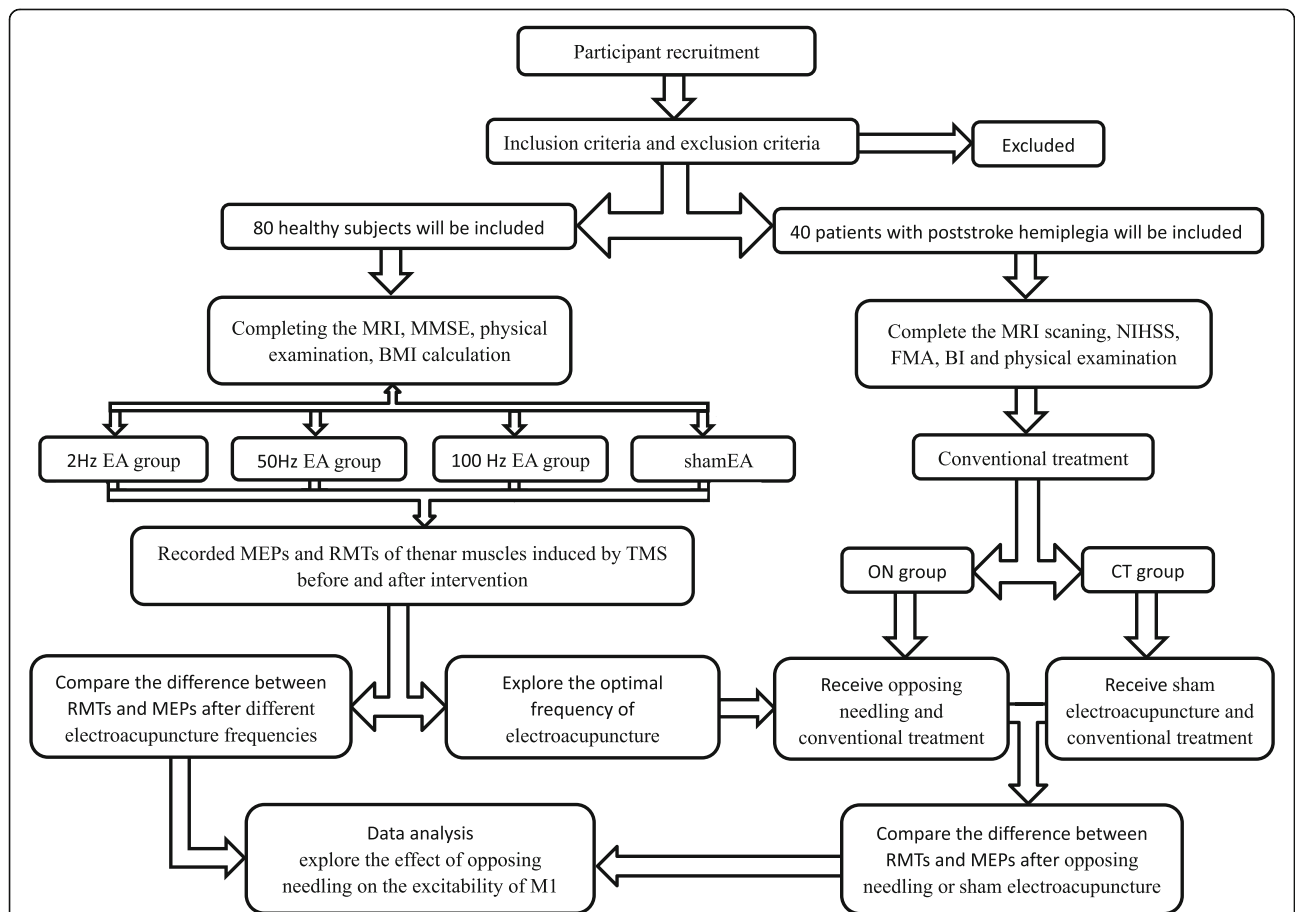 Participant recruitment
Inclusion criteria and exclusion criteria
Excluded
80 healthy subjects will be included
40 patients with poststroke hemiplegia will be included
Completing the MRI, MMSE, physical
examination, BMI calculation
Complete the MRI scaning, NIHSS,
FMA, BI and physical examination
2Hz EA group
50Hz EA group
100 Hz EA group
shamEA
Conventional treatment
Recorded MEPs and RMTs of thenar muscles induced by TMS
before and after intervention
ON group
CT group
Compare the difference between
RMTs and MEPs after different
electroacupuncture frequencies
Explore the optimal
frequency of
electroacupuncture
Receive opposing
needling and
conventional treatment
Receive sham
electroacupuncture and
conventional treatment
Data analysis
explore the effect of opposing
needling on the excitability of M1
Compare the difference between
RMTs and MEPs after opposing
needling or sham electroacupuncture